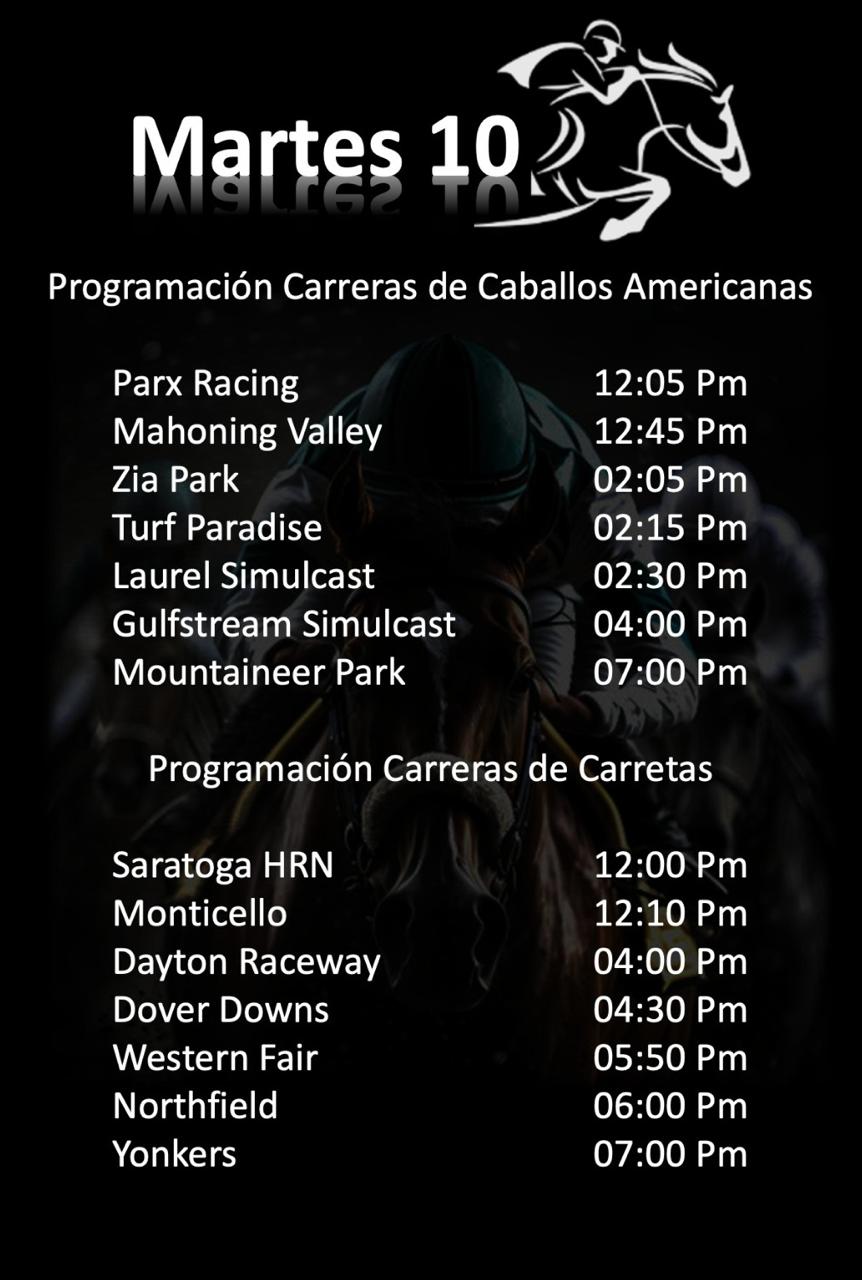 Martes 10
Programación Carreras de Caballos Americanas
Parx Racing 12:05 Pm
Mahoning Valley 12:45 Pm
Zia Park 02:05 Pm
Turf Paradise 02:15 Pm
Laurel Simulcast 02:30 Pm
Gulfstream Simulcast 04:00 Pm
Mountaineer Park 07:00 Pm
Programación Carreras de Carretas
Saratoga HRN 12:00 Pm
Monticello 12:10 Pm
Dayton Raceway 04:00 Pm
Dover Downs 04:30 Pm
Western Fair 05:50 Pm
Northfield 06:00 Pm
Yonkers 07:00 Pm